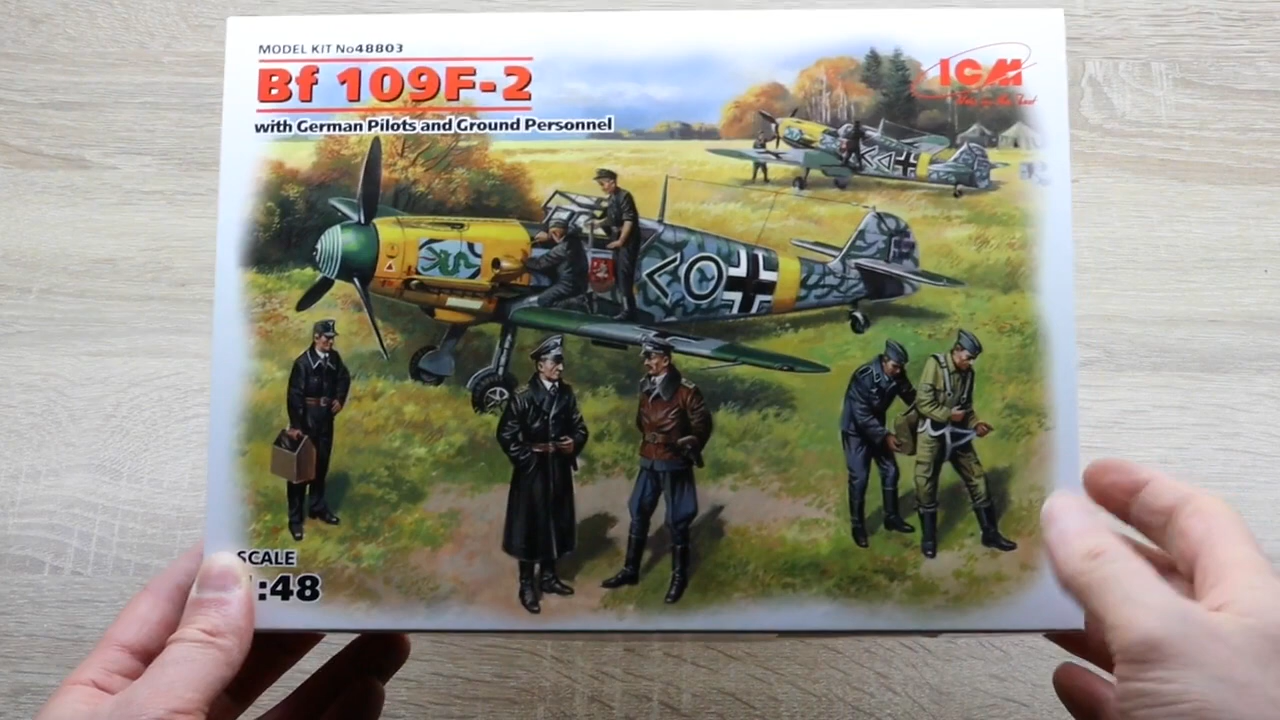 MODEL KIT No48803
Bf 109F-2
with German Pilots and Ground Personnel
ICM
SCALE
:48